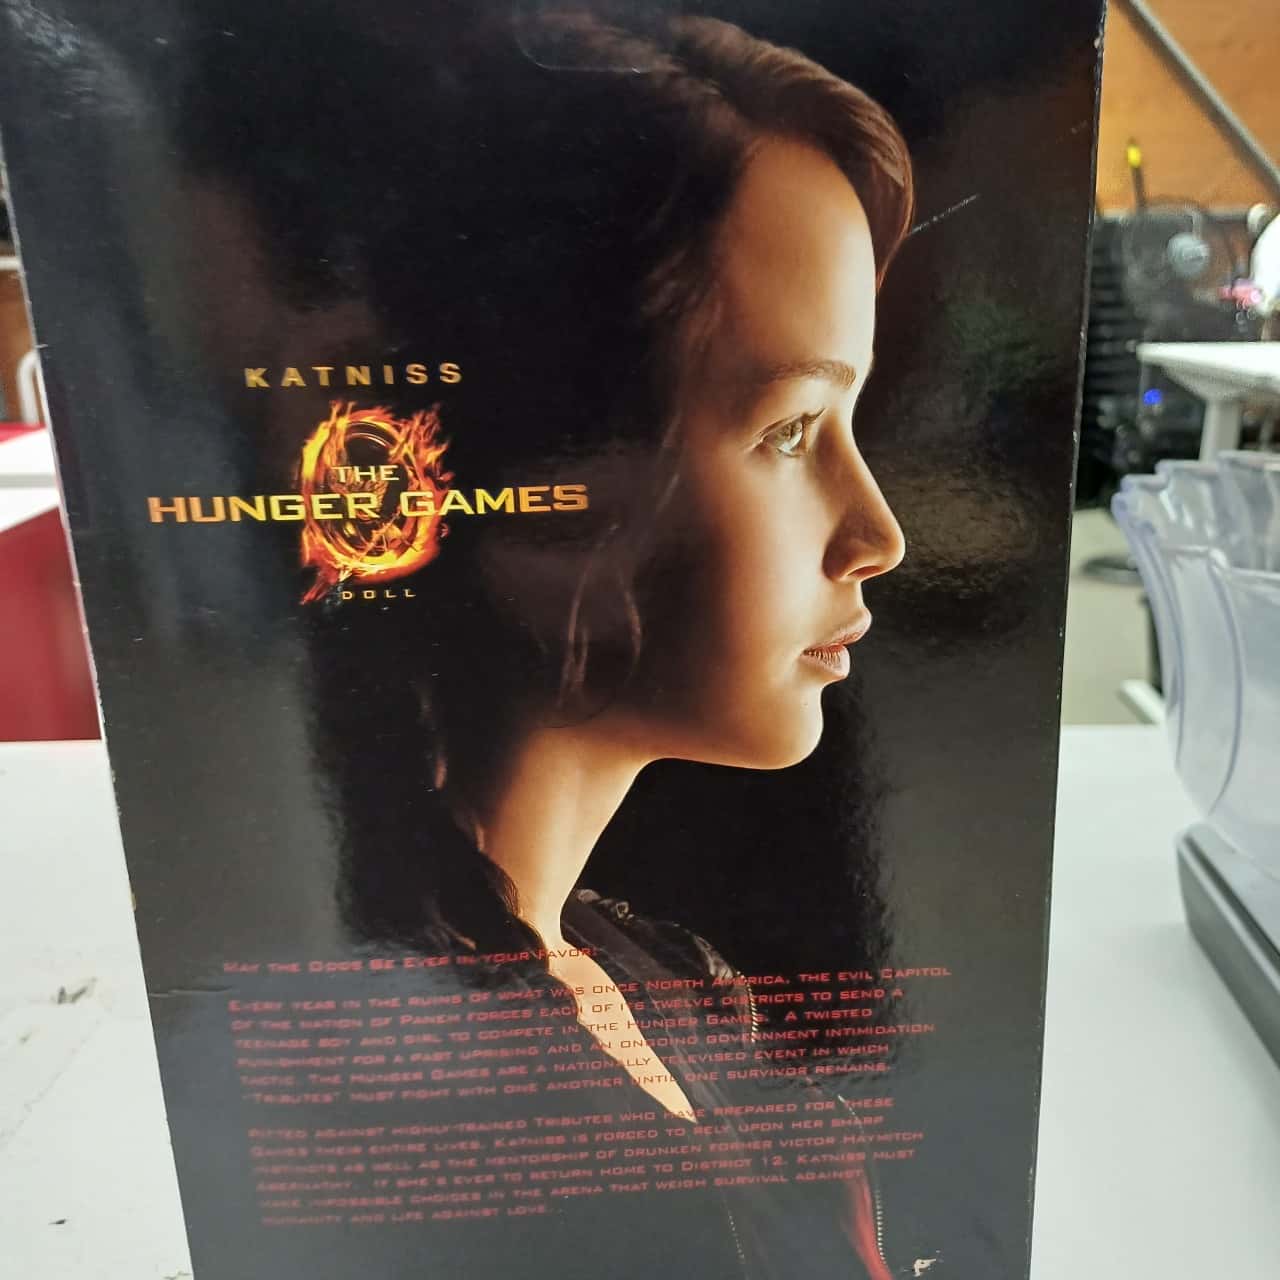 KATNISS
THE
HUNGER GAMES
DOLL
MAY THE ODDS BE EVER IN YOUR FAVOR!
EVERY YEAR IN THE RUINS OF WHAT WAS ONCE NORTH AMERICA, THE EVIL CAPITOL
OF THE NATION OF PANEM FORCES EACH OF ITS TWELVE DISTRICTS TO SEND A
TEENAGE BOY AND GIRL TO COMPETE IN THE HUNGER GAMES. A TWISTED
PUNISHMENT FOR A PAST UPRISING AND AN ONGOING GOVERNMENT INTIMIDATION
TACTIC, THE HUNGER GAMES ARE A NATIONALLY TELEVISED EVENT IN WHICH
"TRIBUTES" MUST FIGHT WITH ONE ANOTHER UNTIL ONE SURVIVOR REMAINS.
PITTED AGAINST HIGHLY-TRAINED TRIBUTES WHO HAVE PREPARED FOR THESE
GAMES THEIR ENTIRE LIVES, KATNISS IS FORCED TO RELY UPON HER SHARP
INSTINCTS AS WELL AS THE MENTORSHIP OF DRUNKEN FORMER VICTOR HAYMITCH
ABERNATHY. IF SHE'S EVER TO RETURN HOME TO DISTRICT 12, KATNISS MUST
MAKE IMPOSSIBLE CHOICES IN THE ARENA THAT WEIGH SURVIVAL AGAINST
HUMANITY AND LIFE AGAINST LOVE.